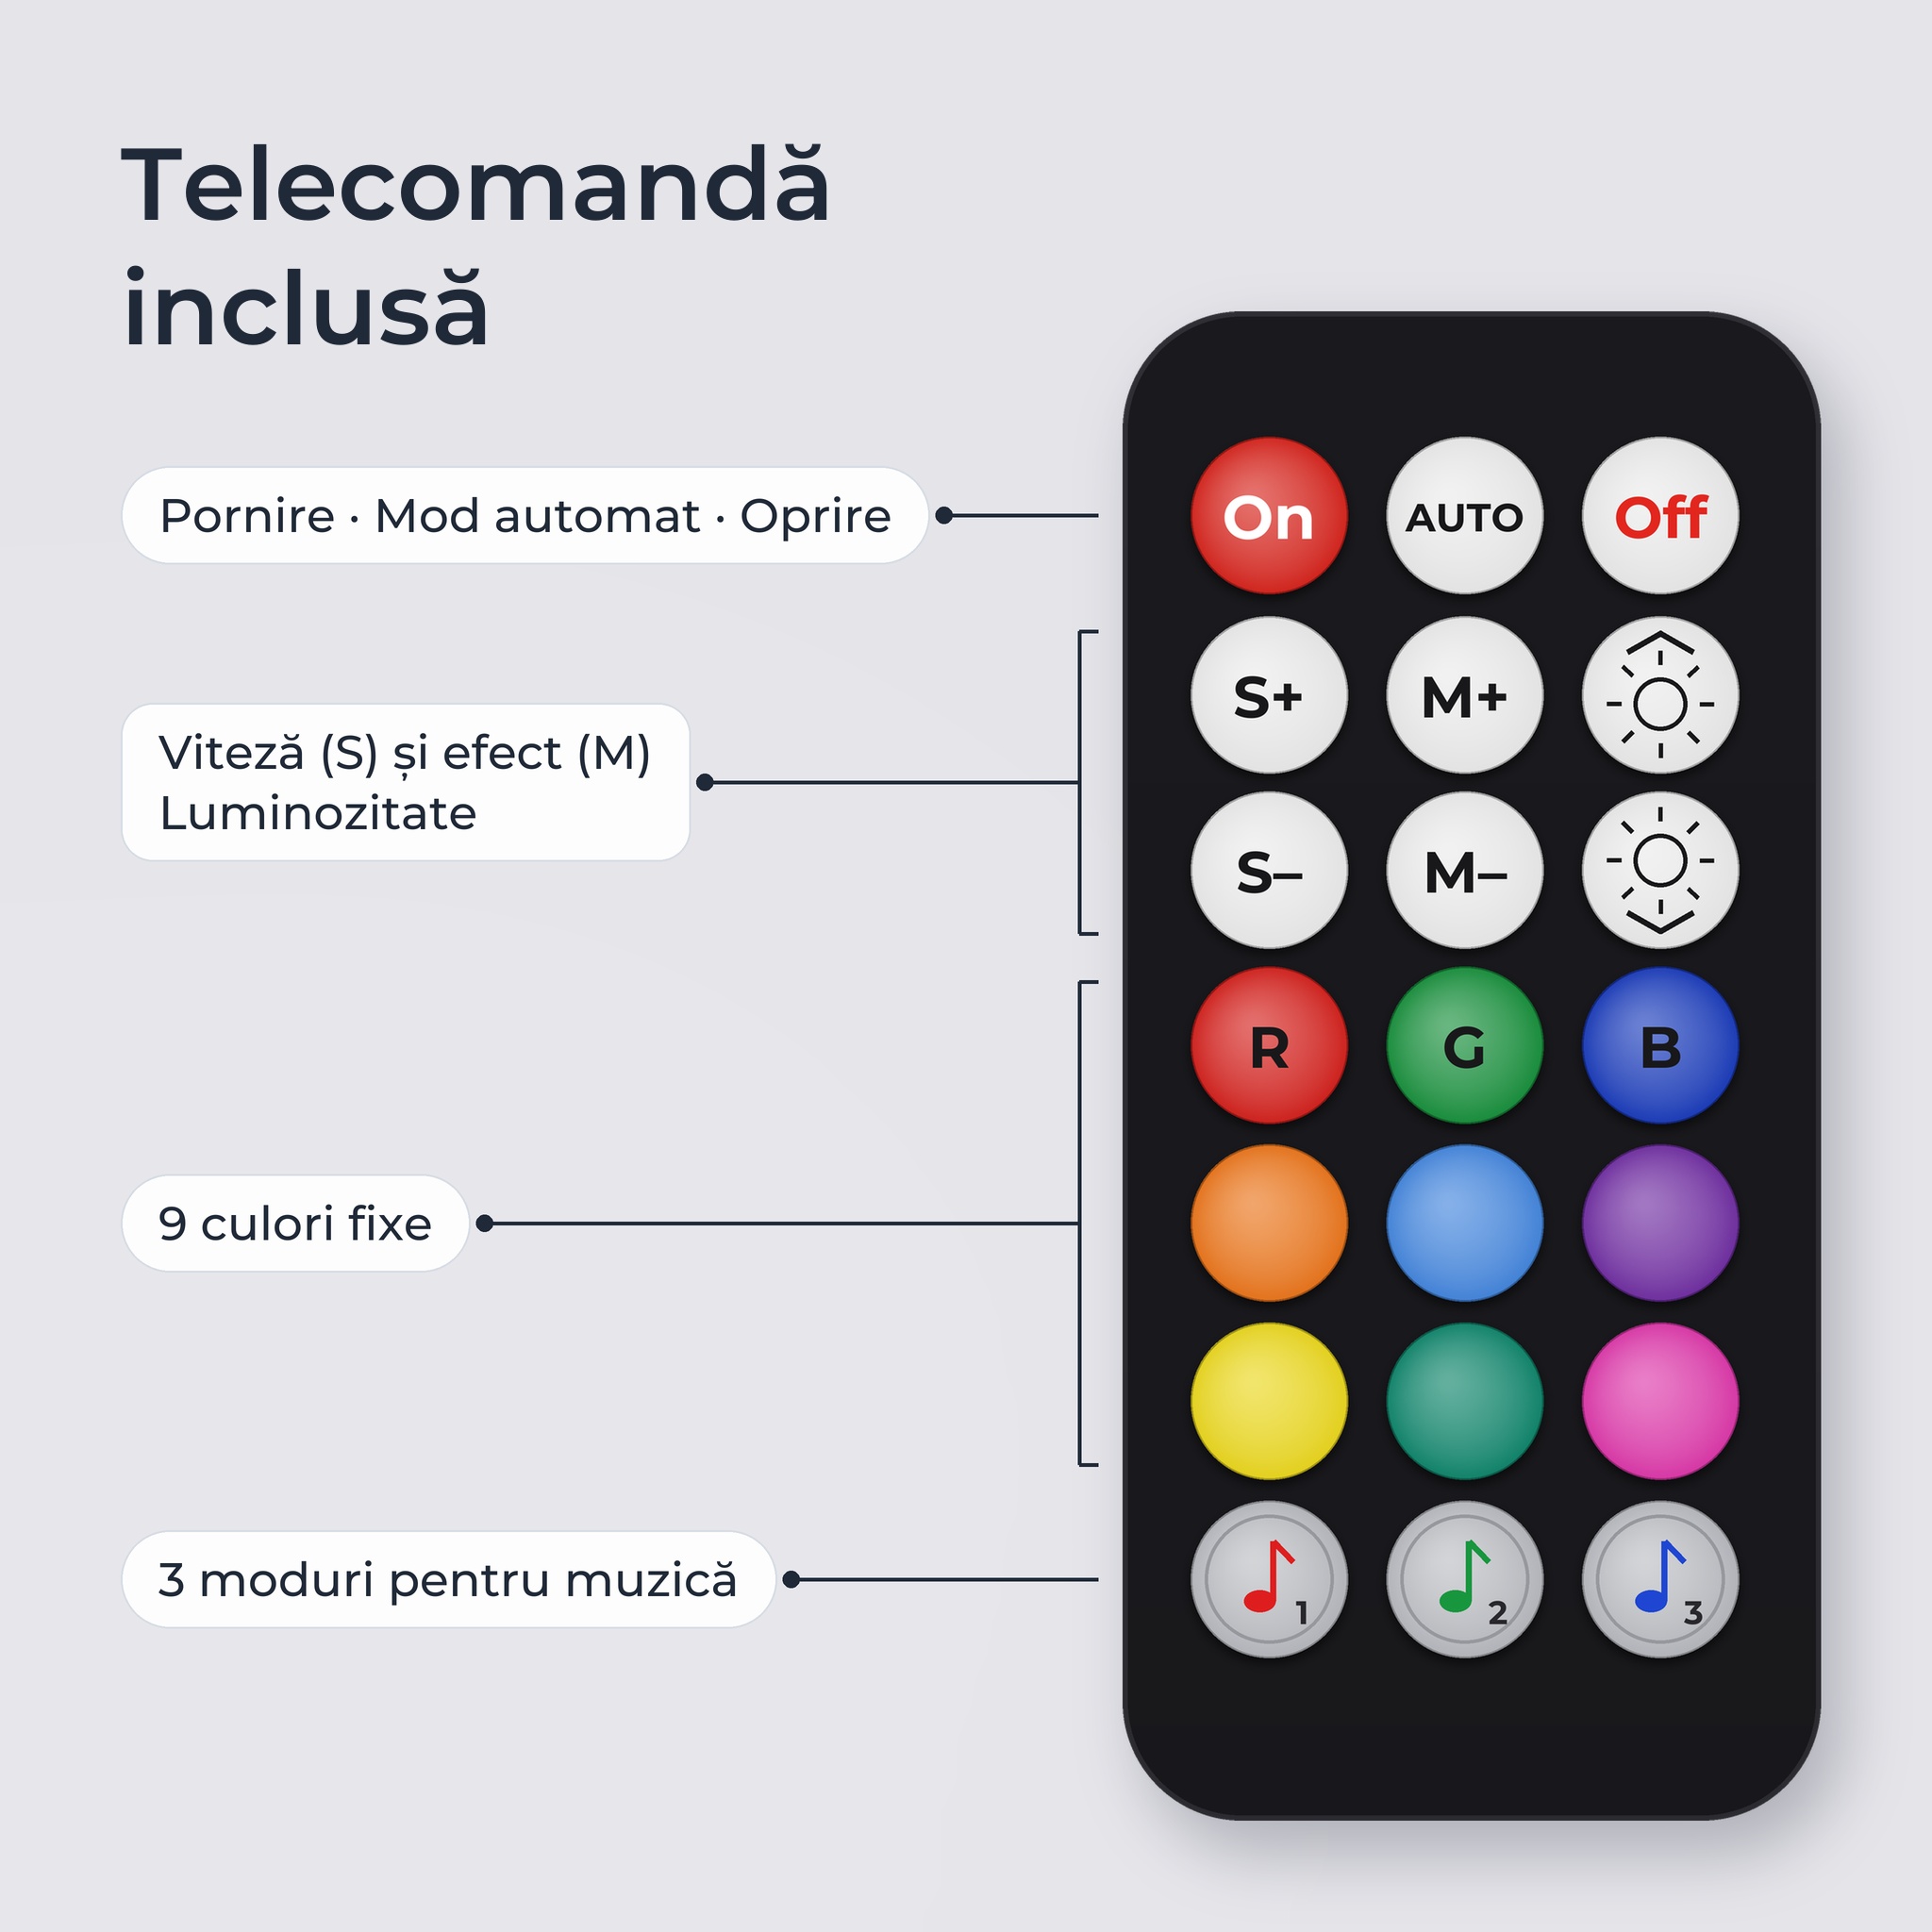 Telecomandă
inclusă
Pornire · Mod automat · Oprire
Viteză (S) și efect (M)
Luminozitate
9 culori fixe
3 moduri pentru muzică
On AUTO Off
S+ M+
S– M–
R G B
1 2 3